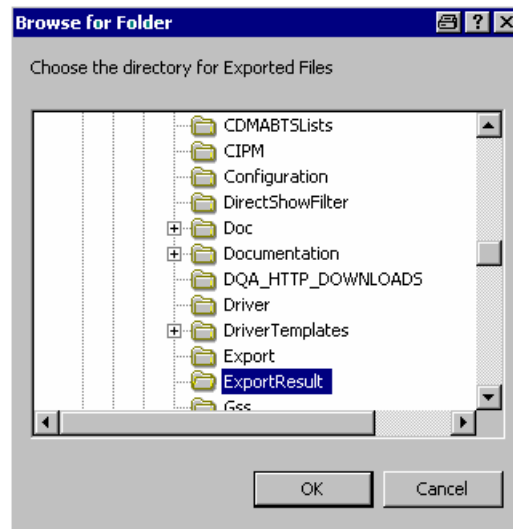 Browse for Folder
Choose the directory for Exported Files
CDMABTSLists
CIPM
Configuration
DirectShowFilter
Doc
Documentation
DQA_HTTP_DOWNLOADS
Driver
DriverTemplates
Export
ExportResult
Gss
OK
Cancel